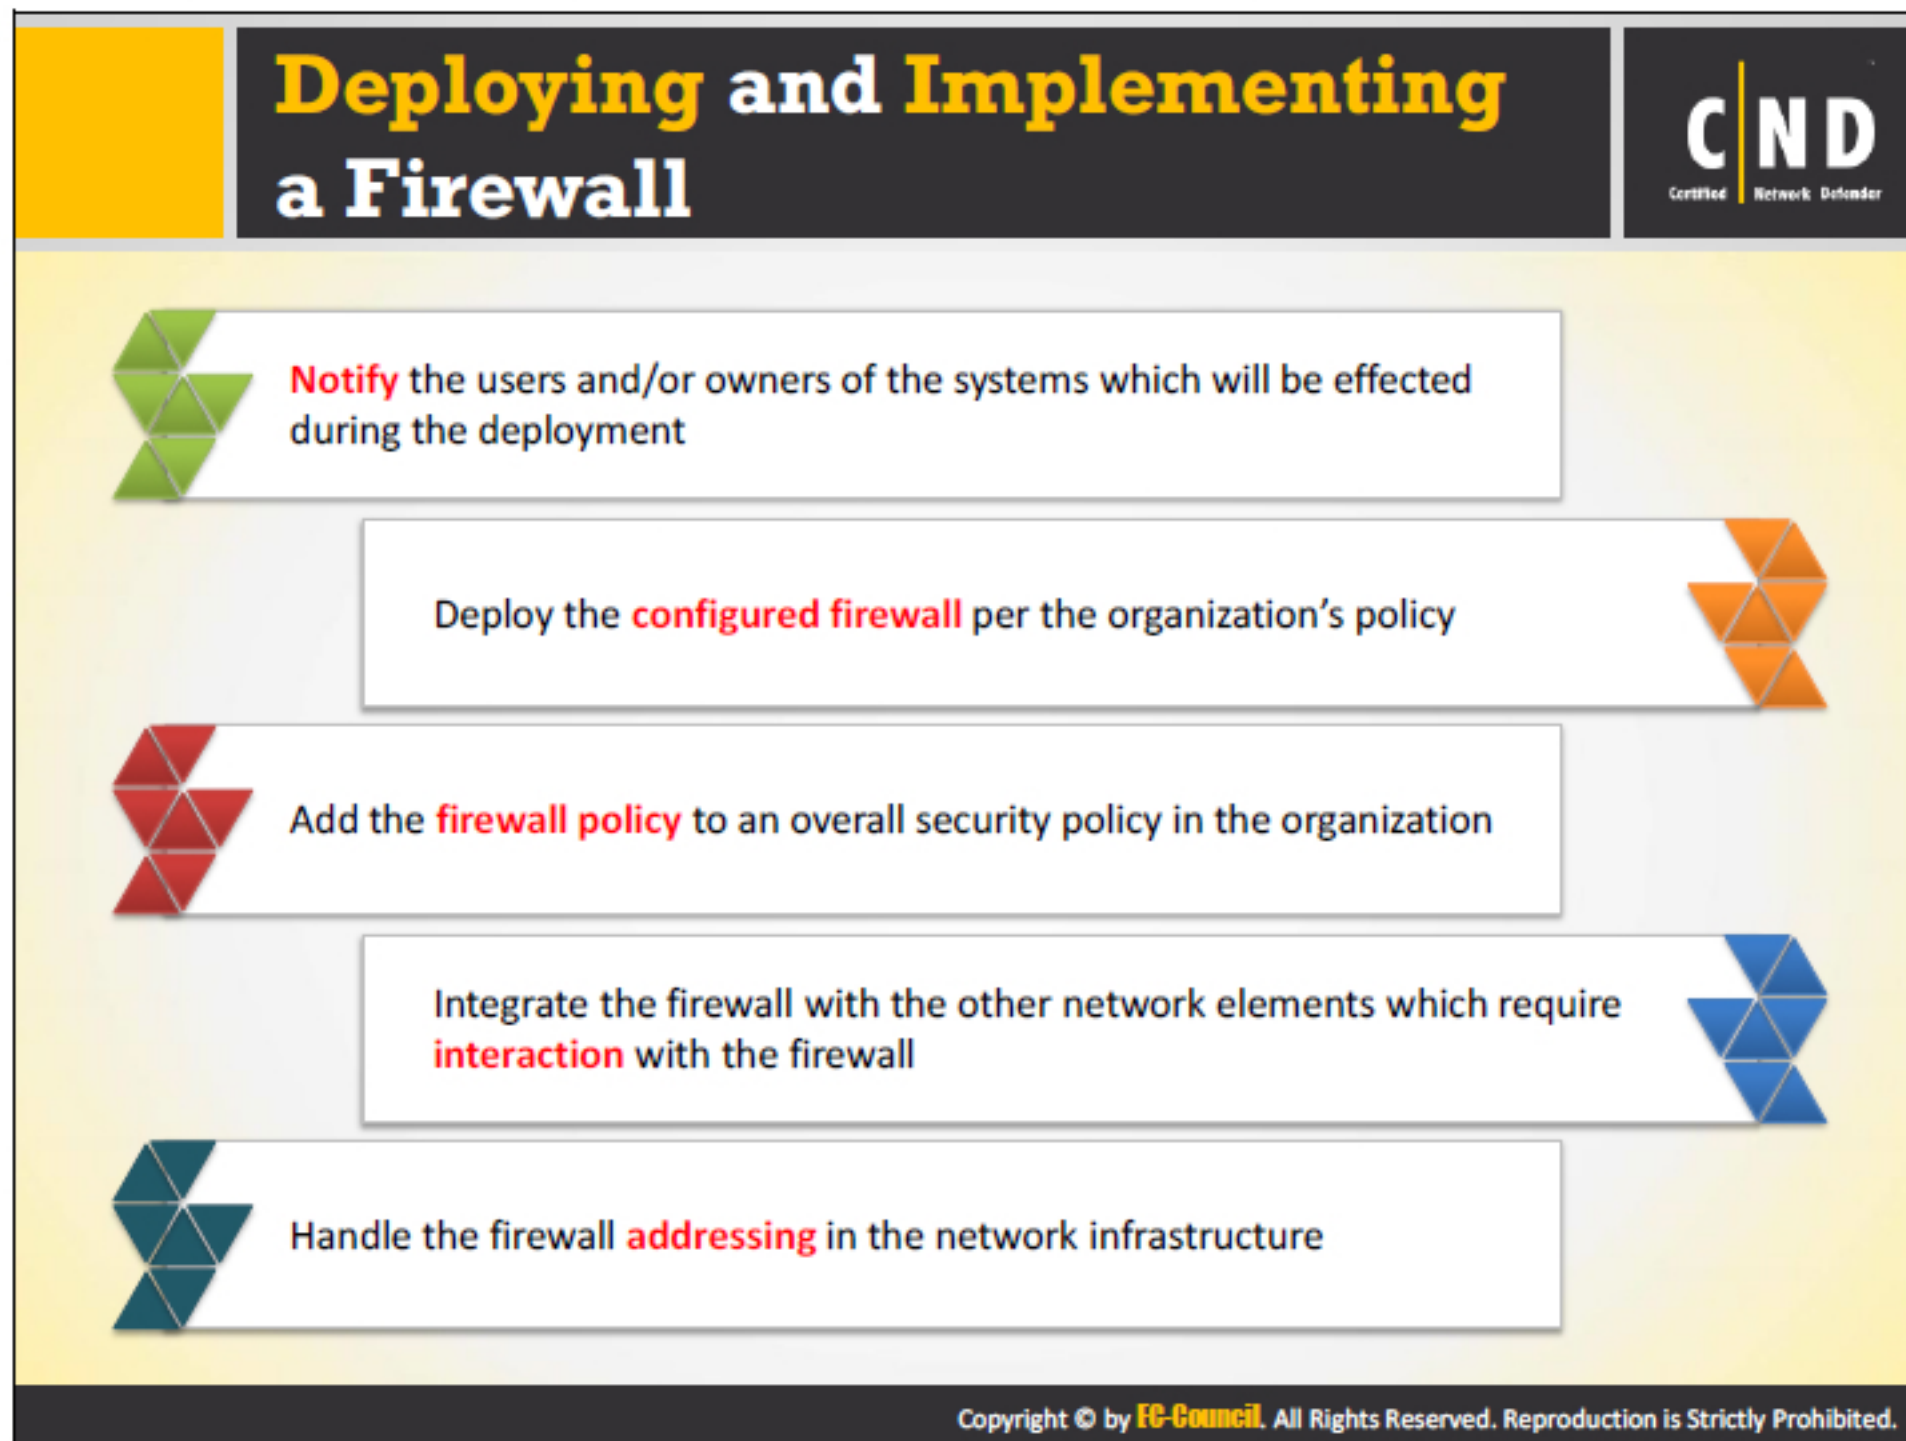 Deploying and Implementing
a Firewall
C|ND
Certified Network Defender
Notify the users and/or owners of the systems which will be effected
during the deployment
Deploy the configured firewall per the organization's policy
Add the firewall policy to an overall security policy in the organization
Integrate the firewall with the other network elements which require
interaction with the firewall
Handle the firewall addressing in the network infrastructure
Copyright © by EC-Council. All Rights Reserved. Reproduction is Strictly Prohibited.